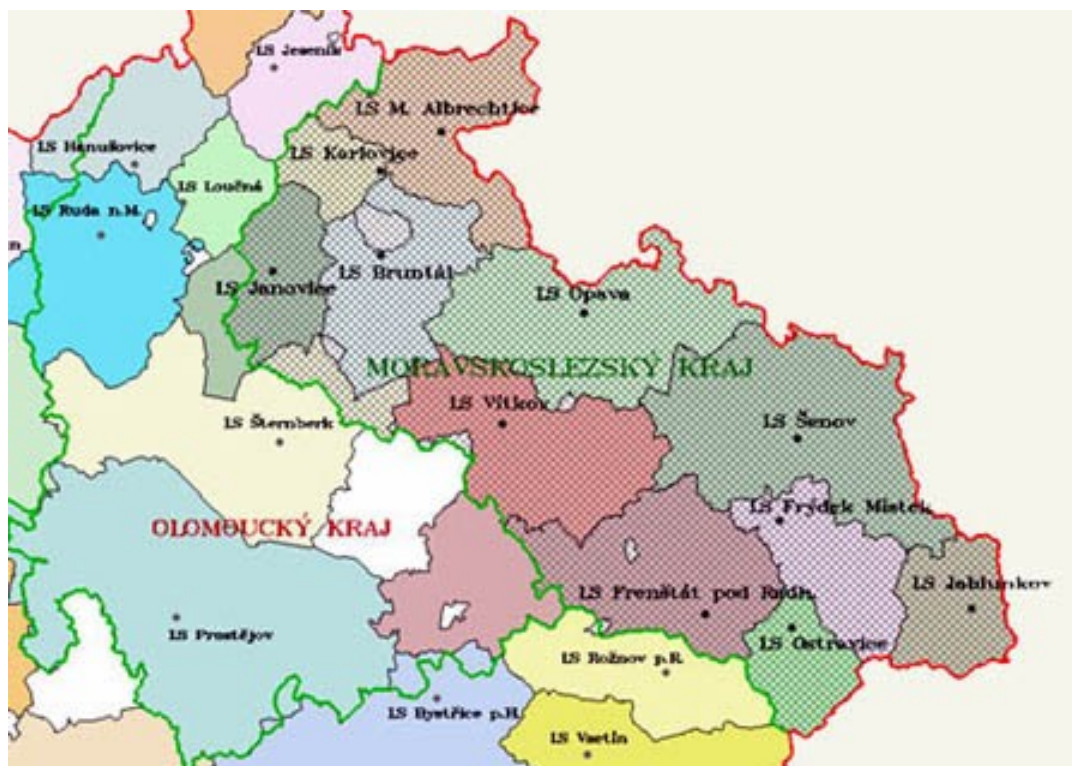 LS Jeseník
LS M. Albrechtice
LS Hanušovice
LS Karlovice
LS Loučná
LS Ruda n.M.
LS Bruntál
LS Janovice
LS Opava
MORAVSKOSLEZSKÝ KRAJ
LS Vítkov
LS Šternberk
LS Šenov
LS Frýdek Místek
OLOMOUCKÝ KRAJ
LS Jablunkov
LS Frenštát pod Radh.
LS Prostějov
LS Ostravice
LS Rožnov p.R.
LS Bystřice p.H.
LS Vsetín